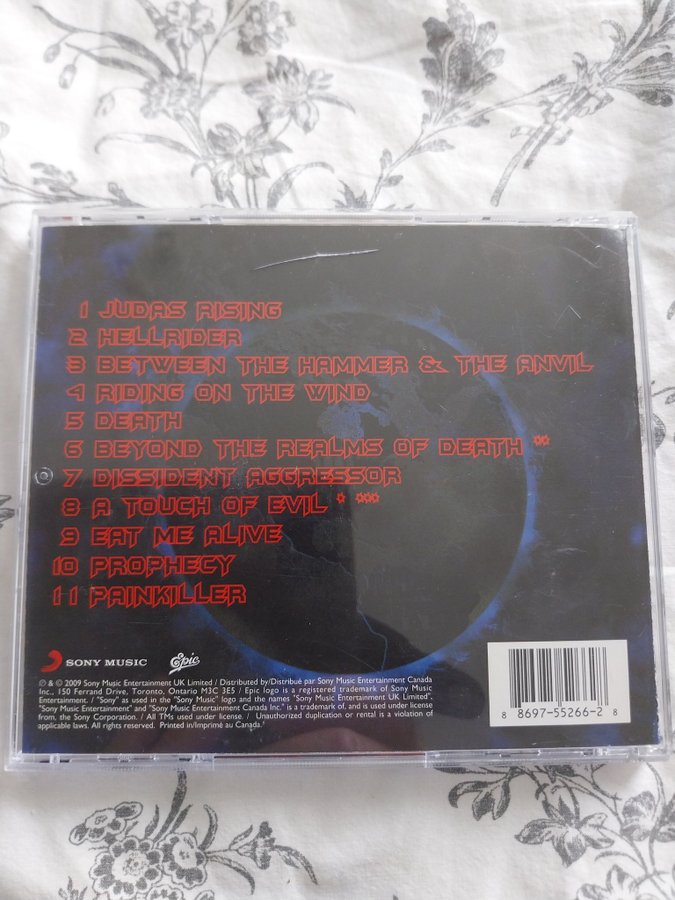 1 JUDAS RISING
2 HELLRIDER
3 BETWEEN THE HAMMER & THE ANVIL
4 RIDING ON THE WIND
5 DEATH
6 BEYOND THE REALMS OF DEATH **
7 DISSIDENT AGGRESSOR
8 A TOUCH OF EVIL * ***
9 EAT ME ALIVE
10 PROPHECY
11 PAINKILLER
SONY MUSIC Epic
℗ & © 2009 Sony Music Entertainment UK Limited / Distributed by/Distribué par Sony Music Entertainment Canada
Inc., 150 Ferrand Drive, Toronto, Ontario M3C 3E5 / Epic logo is a registered trademark of Sony Music
Entertainment. / "Sony" as used in the "Sony Music" logo and the names "Sony Music Entertainment UK Limited",
"Sony Music Entertainment" and "Sony Music Entertainment Canada Inc." is a trademark of, and is used under license
from, the Sony Corporation. / All TMs used under license. / Unauthorized duplication or rental is a violation of
applicable laws. All rights reserved. Printed in/Imprimé au Canada.
8 8697-55266-2 8